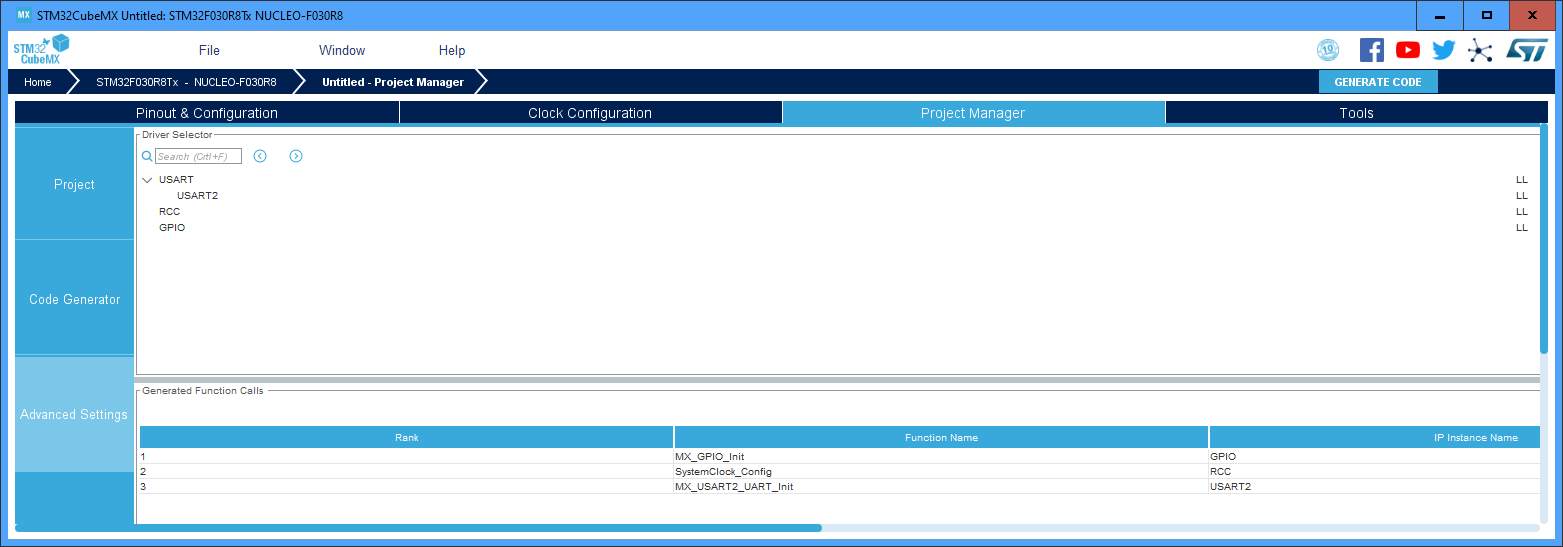 MX STM32CubeMX Untitled: STM32F030R8Tx NUCLEO-F030R8
STM32 CubeMX
File Window Help
10
Home STM32F030R8Tx - NUCLEO-F030R8 Untitled - Project Manager GENERATE CODE
Pinout & Configuration Clock Configuration Project Manager Tools
Driver Selector
Search (CrtI+F)
USART LL
USART2 LL
RCC LL
GPIO LL
Project
Code Generator
Advanced Settings
Generated Function Calls
Rank Function Name IP Instance Name
1 MX_GPIO_Init GPIO
2 SystemClock_Config RCC
3 MX_USART2_UART_Init USART2